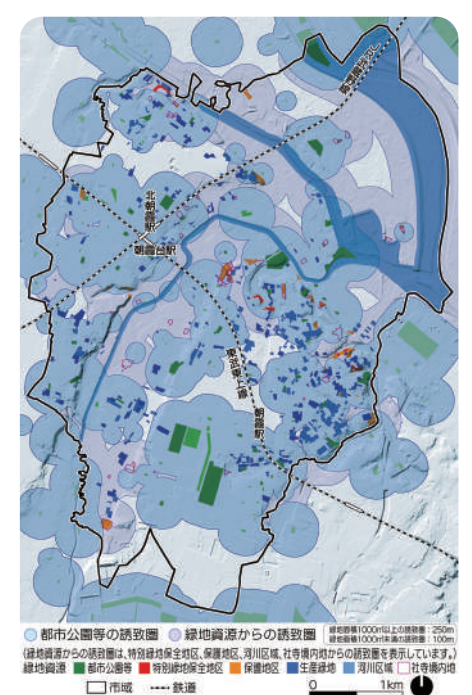 JR武蔵野線
北朝霞駅
朝霞台駅
東武東上線
朝霞駅
都市公園等の誘致圏
緑地資源からの誘致圏
緑地面積1000㎡以上の誘致圏：250m
緑地面積1000㎡未満の誘致圏：100m
(緑地資源からの誘致圏は、特別緑地保全地区、保護地区、河川区域、社寺境内地からの誘致圏を表示しています。)
緑地資源 都市公園等 特別緑地保全地区 保護地区 生産緑地 河川区域 社寺境内地
市域 鉄道 0 1km